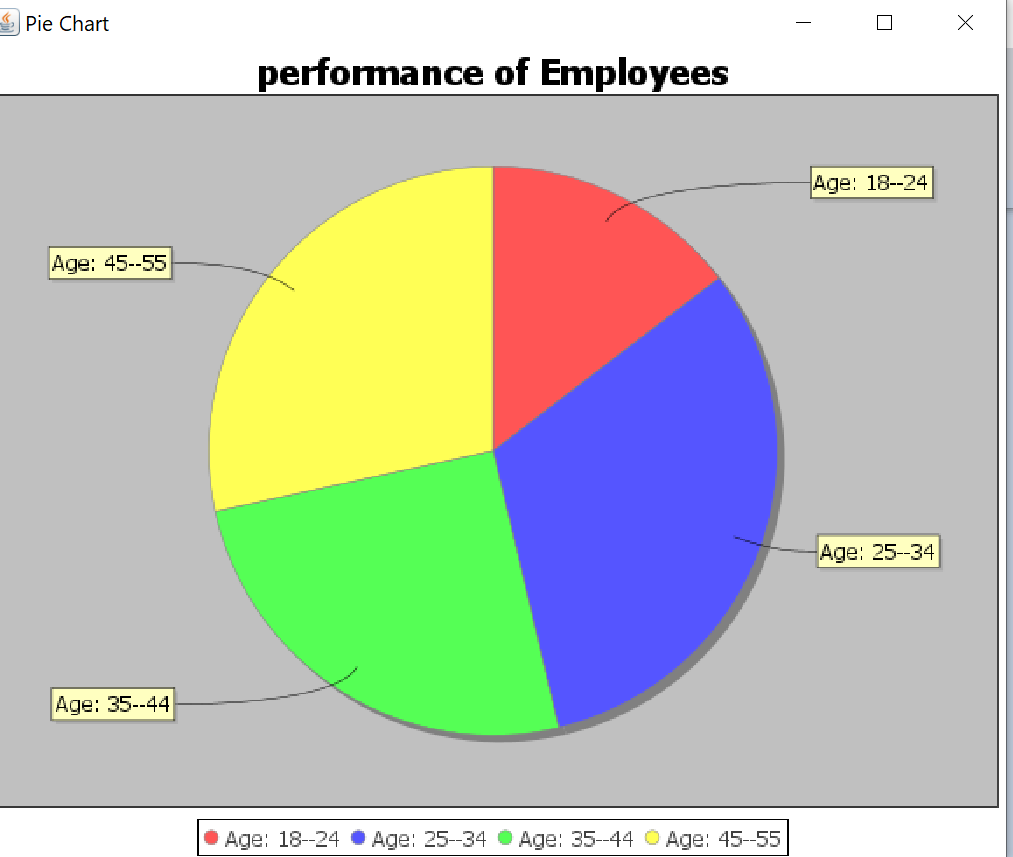 Pie Chart
performance of Employees
Age: 18--24
Age: 45--55
Age: 25--34
Age: 35--44
Age: 18--24 Age: 25--34 Age: 35--44 Age: 45--55